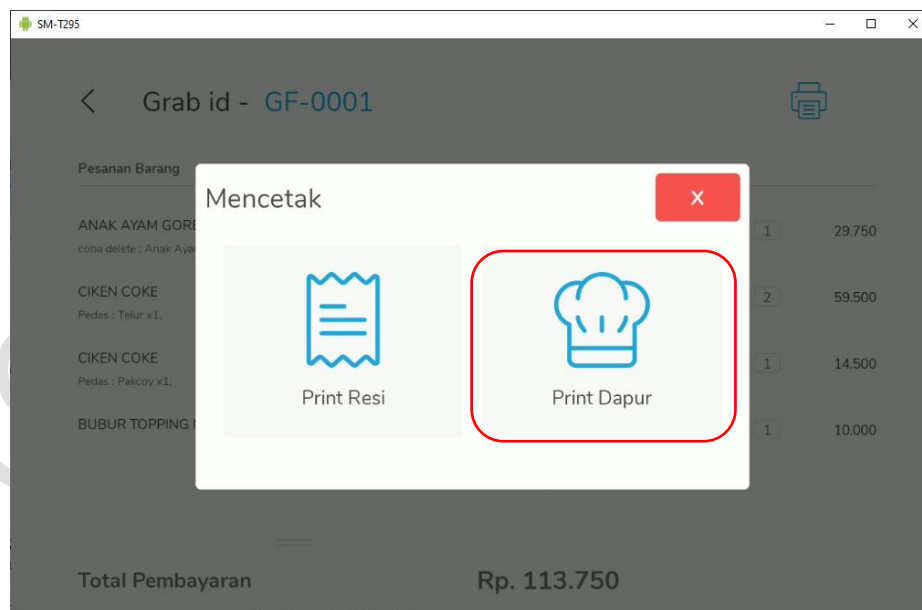 SM-T295
Grab id - GF-0001
Pesanan Barang
Mencetak
X
ANAK AYAM
1 29.750
coba delete : Anak
CIKEN COKE
2 59.500
Pedas : Telur x1,
CIKEN COKE
1 14.500
Pedas : Pakcoy x1,
Print Resi
Print Dapur
BUBUR TOPPING
1 10.000
Total Pembayaran
Rp. 113.750